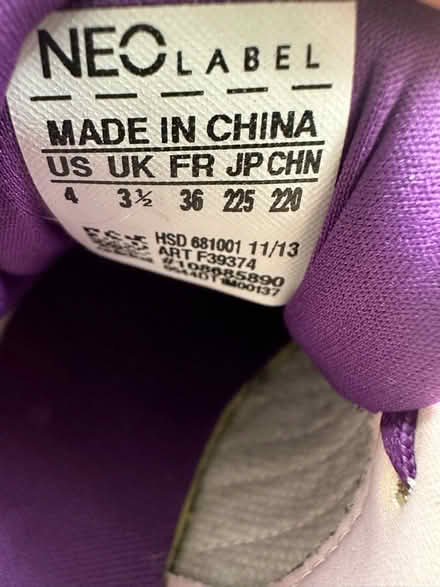 NEO LABEL
MADE IN CHINA
US UK FR JP CHN
4 3½ 36 225 220
HSD 681001 11/13
ART F39374
#108685890